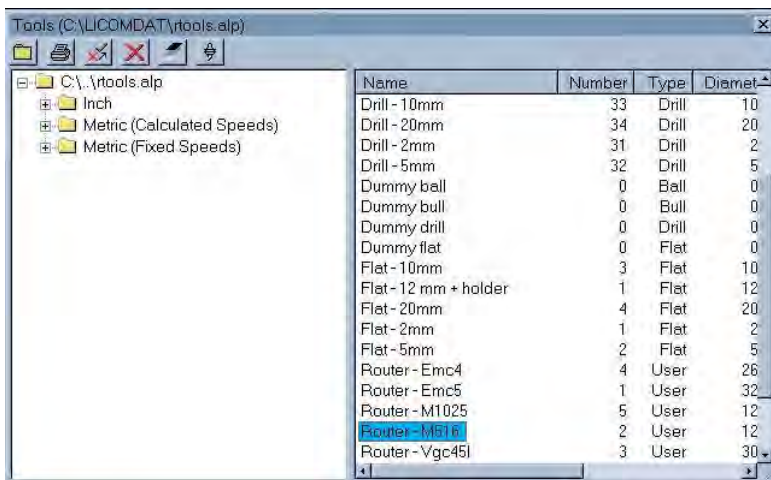 Tools (C:\LICOMDAT\rtools.alp)
C:\..\rtools.alp
Inch
Metric (Calculated Speeds)
Metric (Fixed Speeds)
Name Number Type Diamet
Drill - 10mm 33 Drill 10
Drill - 20mm 34 Drill 20
Drill - 2mm 31 Drill 2
Drill - 5mm 32 Drill 5
Dummy ball 0 Ball 0
Dummy bull 0 Bull 0
Dummy drill 0 Drill 0
Dummy flat 0 Flat 0
Flat - 10mm 3 Flat 10
Flat - 12 mm + holder 1 Flat 12
Flat - 20mm 4 Flat 20
Flat - 2mm 1 Flat 2
Flat - 5mm 2 Flat 5
Router - Emc4 4 User 26
Router - Emc5 1 User 32
Router - M1025 5 User 12
Router - M516 2 User 12
Router - Vgc45l 3 User 30